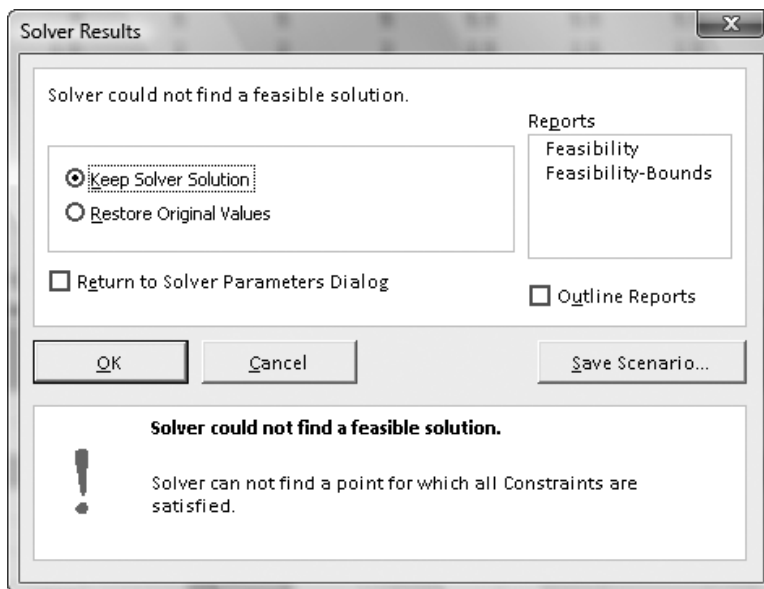 Solver Results
X
Solver could not find a feasible solution.
Reports
Feasibility
Feasibility-Bounds
Keep Solver Solution
Restore Original Values
Return to Solver Parameters Dialog
Outline Reports
OK
Cancel
Save Scenario...
Solver could not find a feasible solution.
!
Solver can not find a point for which all Constraints are
satisfied.